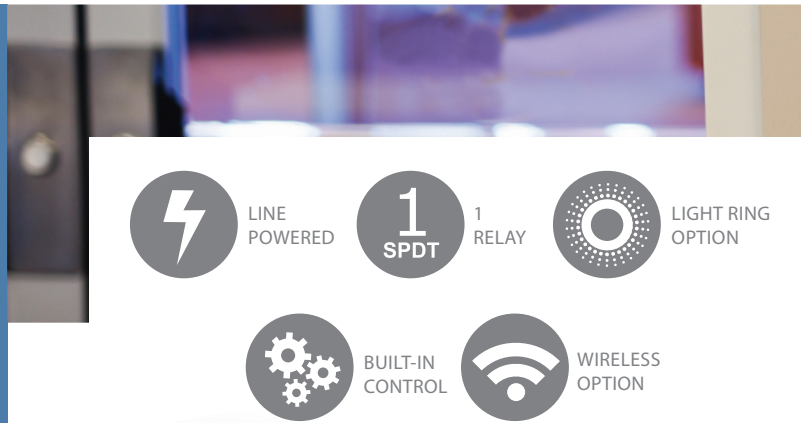 LINE
POWERED
1
SPDT
1
RELAY
LIGHT RING
OPTION
BUILT-IN
CONTROL
WIRELESS
OPTION